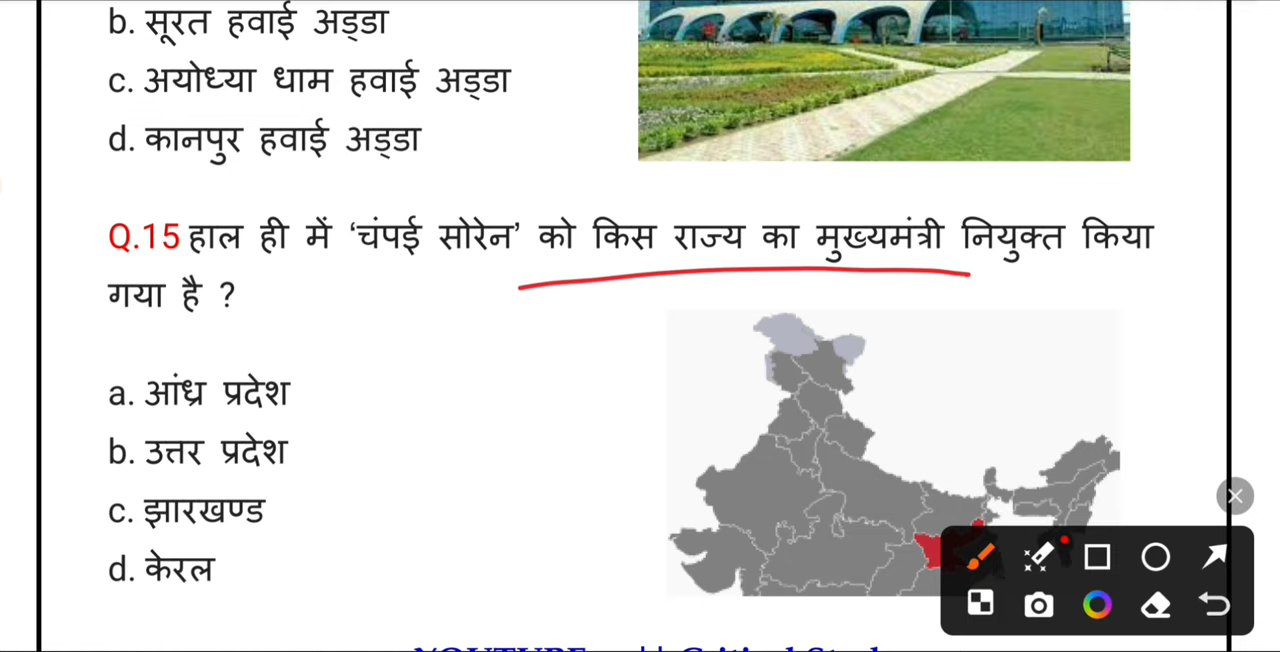 b. सूरत हवाई अड्डा
c. अयोध्या धाम हवाई अड्डा
d. कानपुर हवाई अड्डा
Q.15 हाल ही में ‘चंपई सोरेन’ को किस राज्य का मुख्यमंत्री नियुक्त किया
गया है ?
a. आंध्र प्रदेश
b. उत्तर प्रदेश
c. झारखण्ड
d. केरल